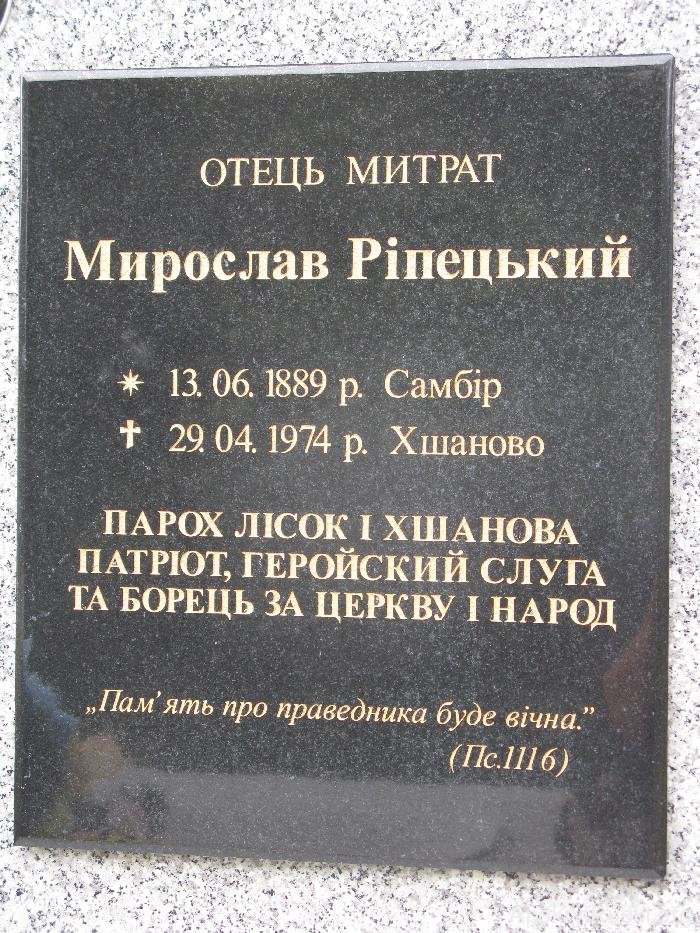 ОТЕЦЬ МИТРАТ
Мирослав Ріпецький
✴ 13. 06. 1889 р. Самбір
✝ 29. 04. 1974 р. Хшаново
ПАРОХ ЛІСОК І ХШАНОВА
ПАТРІОТ, ГЕРОЙСКИЙ СЛУГА
ТА БОРЕЦЬ ЗА ЦЕРКВУ І НАРОД
„Пам’ять про праведника буде вічна.”
(Пс.111 6)